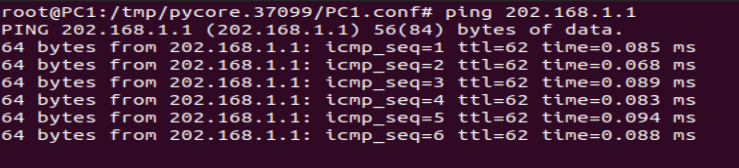 root@PC1:/tmp/pycore.37099/PC1.conf# ping 202.168.1.1
PING 202.168.1.1 (202.168.1.1) 56(84) bytes of data.
64 bytes from 202.168.1.1: icmp_seq=1 ttl=62 time=0.085 ms
64 bytes from 202.168.1.1: icmp_seq=2 ttl=62 time=0.068 ms
64 bytes from 202.168.1.1: icmp_seq=3 ttl=62 time=0.089 ms
64 bytes from 202.168.1.1: icmp_seq=4 ttl=62 time=0.083 ms
64 bytes from 202.168.1.1: icmp_seq=5 ttl=62 time=0.094 ms
64 bytes from 202.168.1.1: icmp_seq=6 ttl=62 time=0.088 ms